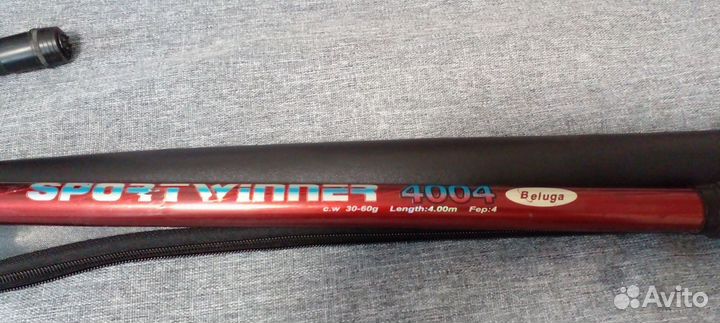 SPORT WINNER 4004 Beluga
c.w 30-60g Length:4.00m Fep:4
Avito